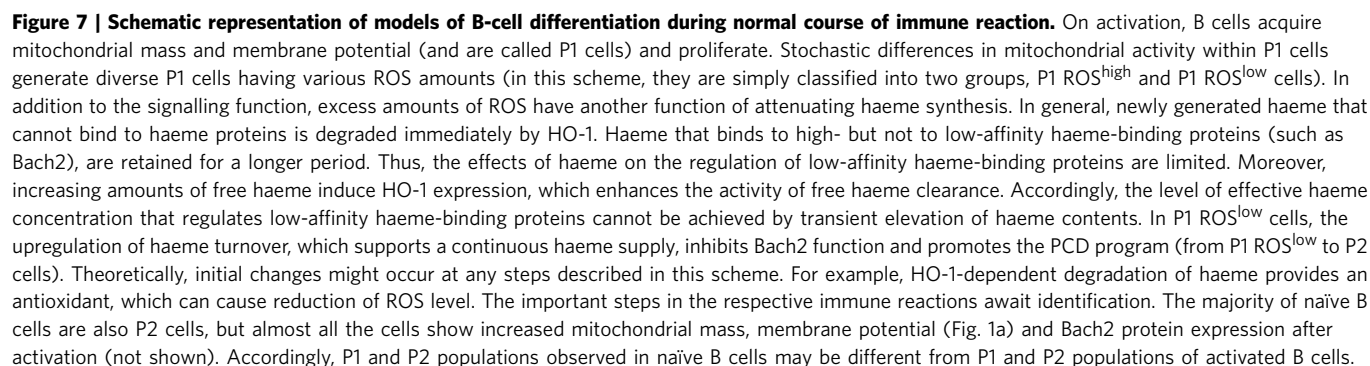 Figure 7 | Schematic representation of models of B-cell differentiation during normal course of immune reaction. On activation, B cells acquire
mitochondrial mass and membrane potential (and are called P1 cells) and proliferate. Stochastic differences in mitochondrial activity within P1 cells
generate diverse P1 cells having various ROS amounts (in this scheme, they are simply classified into two groups, P1 ROS^high and P1 ROS^low cells). In
addition to the signalling function, excess amounts of ROS have another function of attenuating haeme synthesis. In general, newly generated haeme that
cannot bind to haeme proteins is degraded immediately by HO-1. Haeme that binds to high- but not to low-affinity haeme-binding proteins (such as
Bach2), are retained for a longer period. Thus, the effects of haeme on the regulation of low-affinity haeme-binding proteins are limited. Moreover,
increasing amounts of free haeme induce HO-1 expression, which enhances the activity of free haeme clearance. Accordingly, the level of effective haeme
concentration that regulates low-affinity haeme-binding proteins cannot be achieved by transient elevation of haeme contents. In P1 ROS^low cells, the
upregulation of haeme turnover, which supports a continuous haeme supply, inhibits Bach2 function and promotes the PCD program (from P1 ROS^low to P2
cells). Theoretically, initial changes might occur at any steps described in this scheme. For example, HO-1-dependent degradation of haeme provides an
antioxidant, which can cause reduction of ROS level. The important steps in the respective immune reactions await identification. The majority of naïve B
cells are also P2 cells, but almost all the cells show increased mitochondrial mass, membrane potential (Fig. 1a) and Bach2 protein expression after
activation (not shown). Accordingly, P1 and P2 populations observed in naïve B cells may be different from P1 and P2 populations of activated B cells.